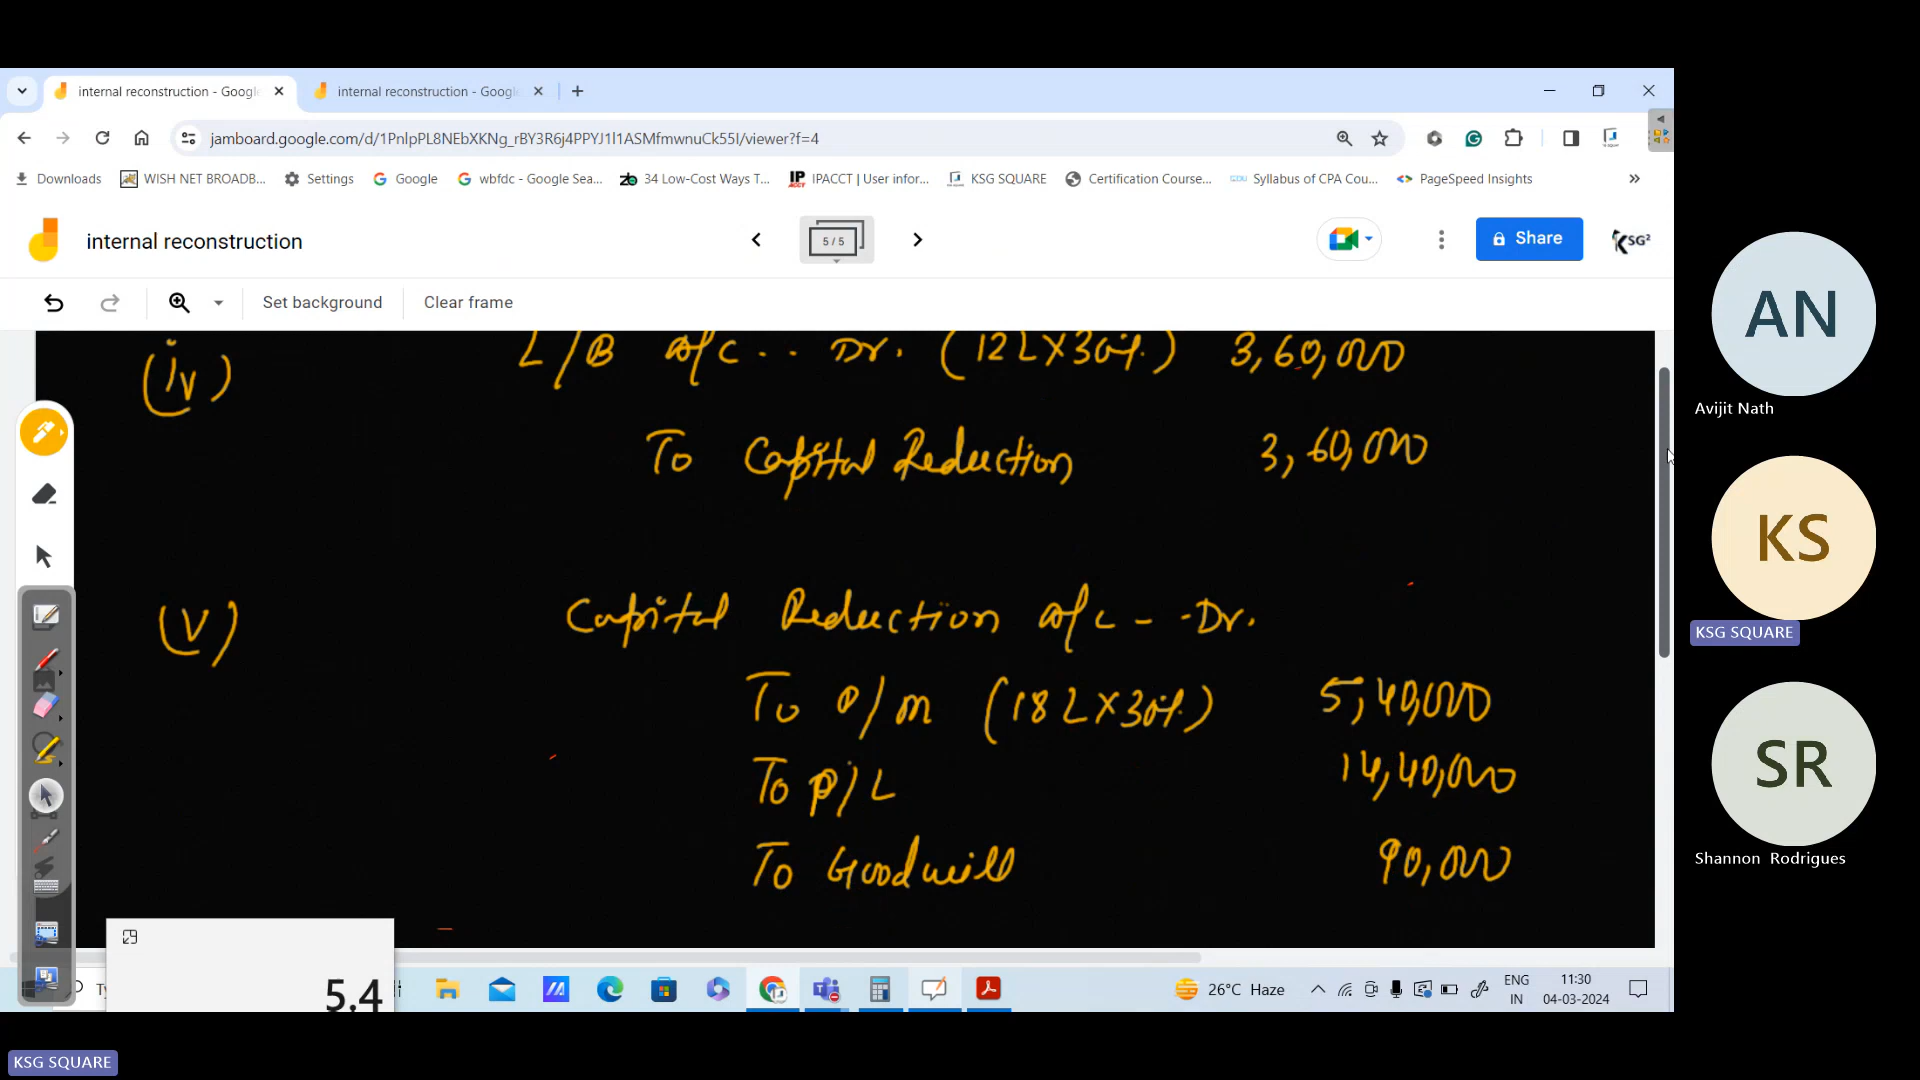 internal reconstruction - Google
internal reconstruction - Googl
jamboard.google.com/d/1PnlpPL8NEbXKNg_rBY3R6j4PPYJ1l1ASMfmwnuCk55I/viewer?f=4
Downloads WISH NET BROADB... Settings Google wbfdc - Google Sea... 34 Low-Cost Ways T... IPACCT | User infor... KSG SQUARE Certification Course... Syllabus of CPA Cou... PageSpeed Insights
internal reconstruction
5 / 5
Share
KSG²
Set background Clear frame
(iv) L/B A/c .. Dr. (12L X 30%) 3,60,000
To Capital Reduction 3,60,000
(v) Capital Reduction A/c - - Dr.
To P/M (18L X 30%) 5,40,000
To P/L 14,40,000
To Goodwill 90,000
5.4
26°C Haze
ENG
IN
11:30
04-03-2024
AN
Avijit Nath
KS
KSG SQUARE
SR
Shannon Rodrigues
KSG SQUARE